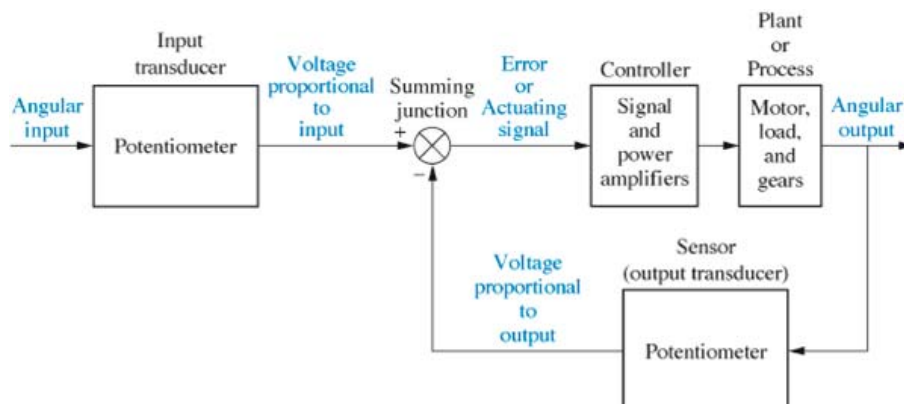 Input
transducer
Angular
input
Potentiometer
Voltage
proportional
to
input
Summing
junction
+
−
Error
or
Actuating
signal
Controller
Signal
and
power
amplifiers
Plant
or
Process
Motor,
load,
and
gears
Angular
output
Voltage
proportional
to
output
Sensor
(output transducer)
Potentiometer